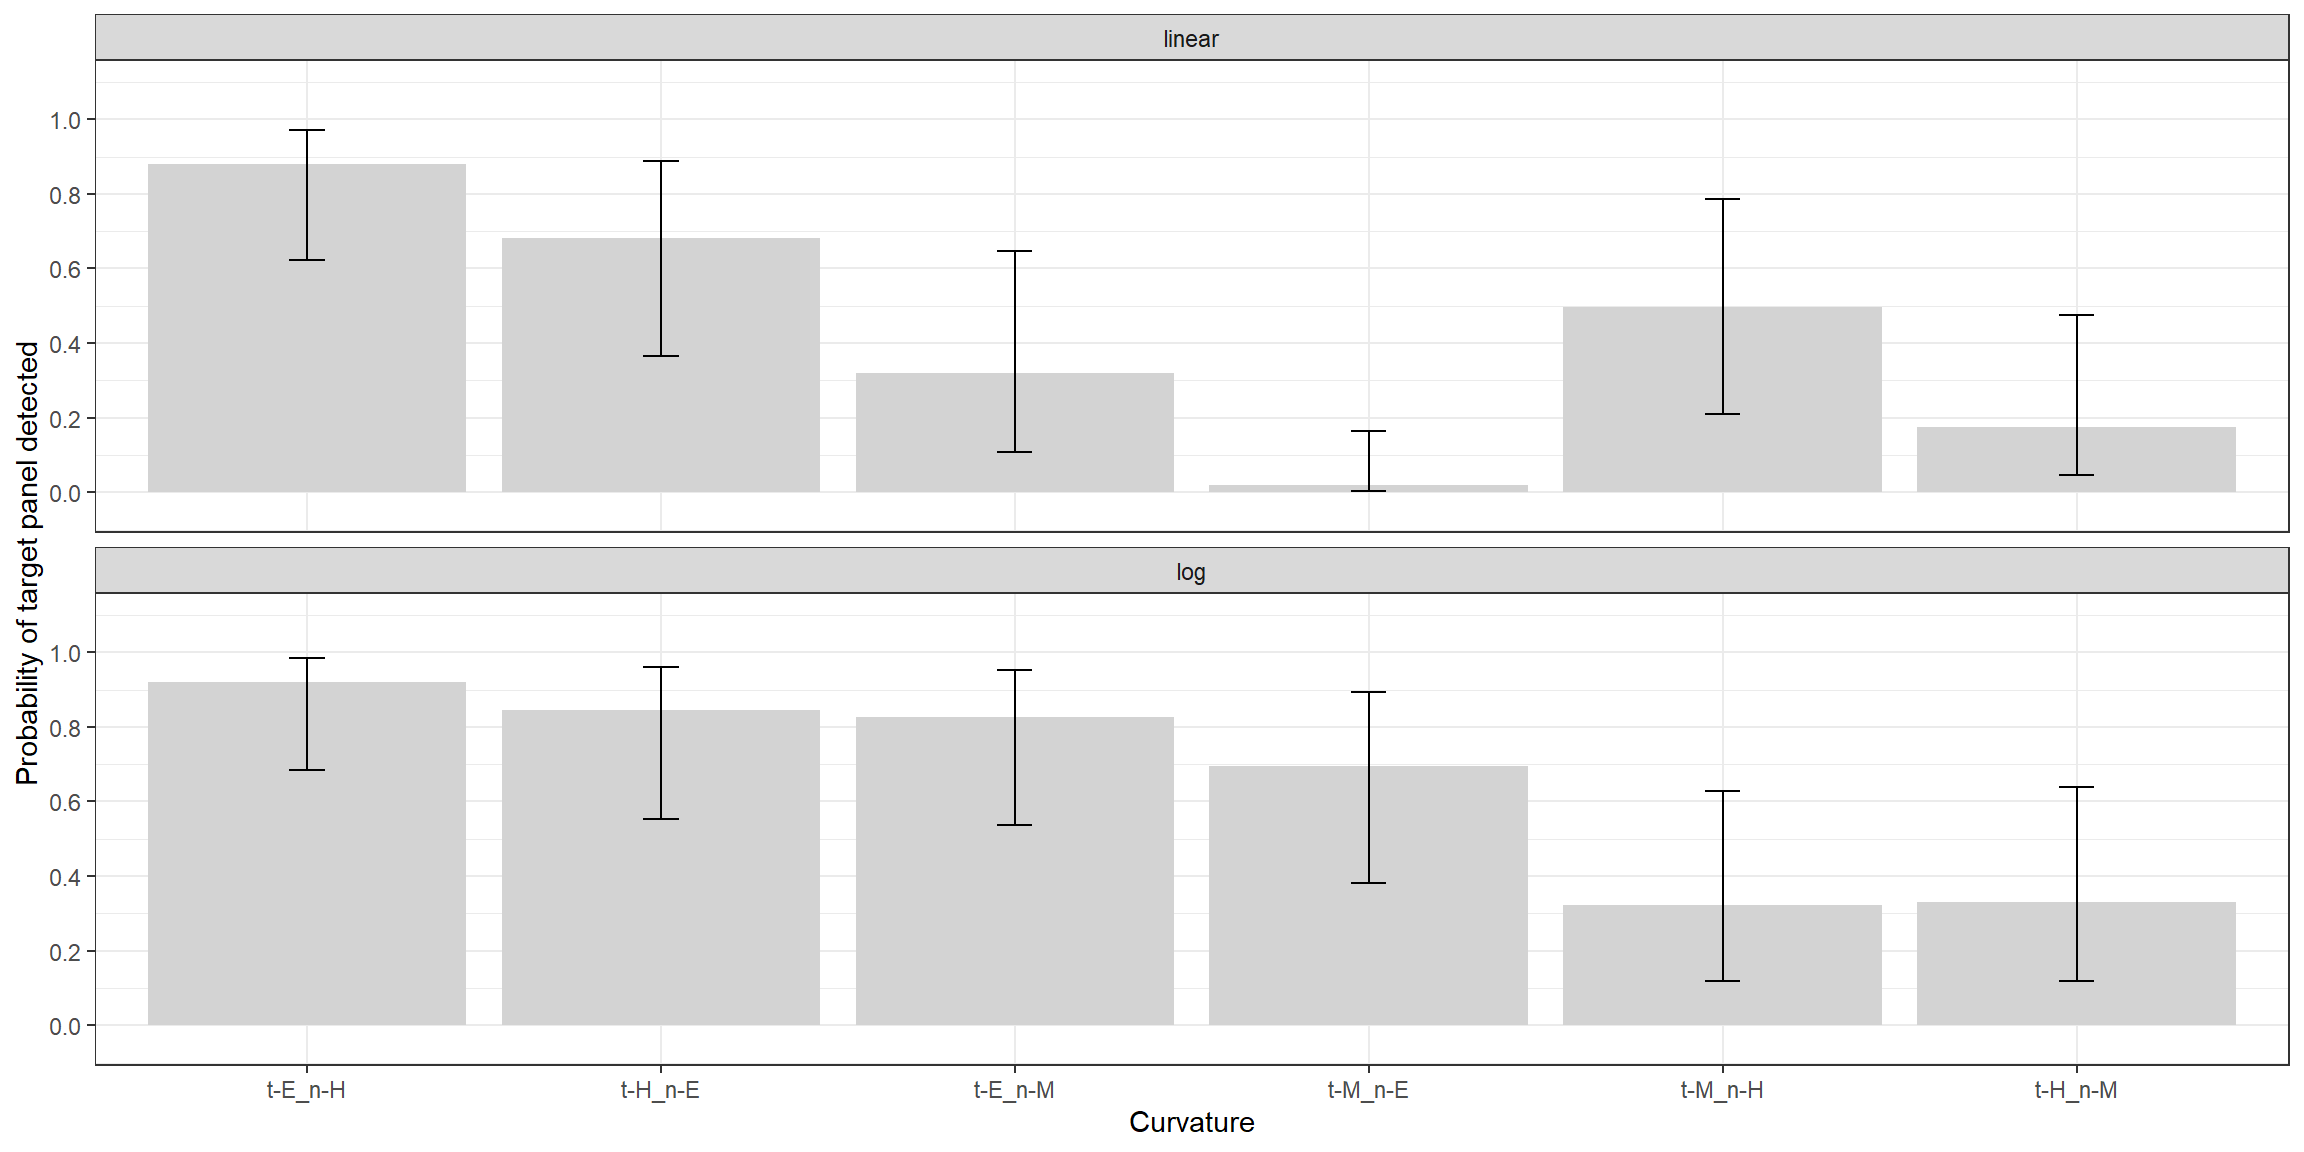 linear
1.0
0.8
0.6
0.4
0.2
0.0
log
1.0
0.8
0.6
0.4
0.2
0.0
Probability of target panel detected
t-E_n-H t-H_n-E t-E_n-M t-M_n-E t-M_n-H t-H_n-M
Curvature